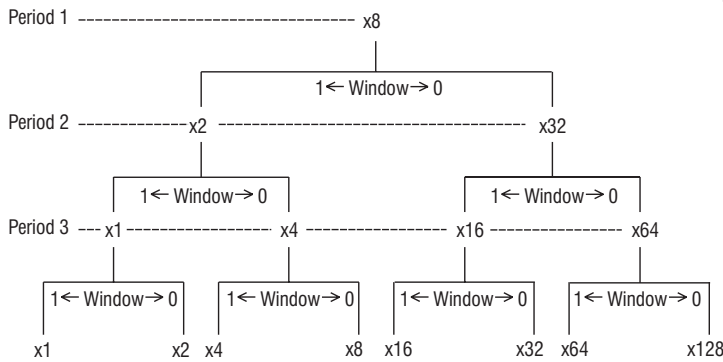 Period 1 x8
1← Window→ 0
Period 2 x2 x32
1← Window→ 0 1← Window→ 0
Period 3 x1 x4 x16 x64
1← Window→ 0 1← Window→ 0 1← Window→ 0 1← Window→ 0
x1 x2 x4 x8 x16 x32 x64 x128